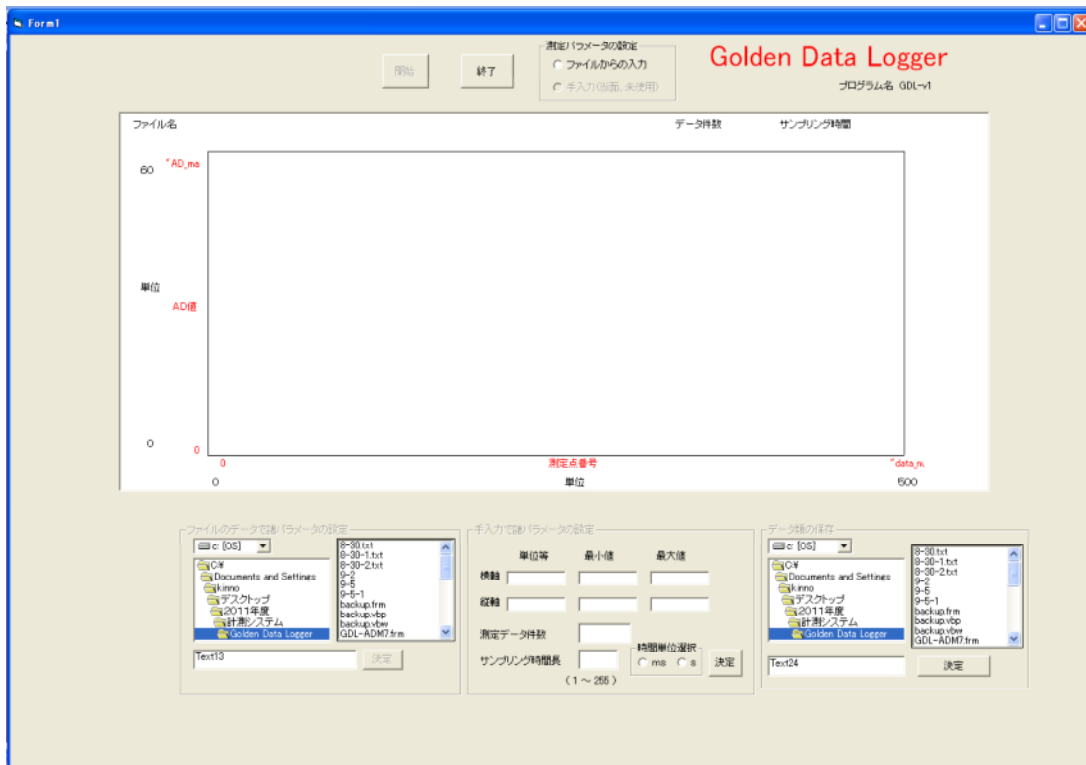 Form1
開始
終了
測定パラメータの設定
ファイルからの入力
手入力(当面、未使用)
Golden Data Logger
プログラム名 GDL-v1
ファイル名
データ件数
サンプリング時間
60
"AD_ma
単位
AD値
0
0
0
測定点番号
"data_nu
0
単位
500
ファイルのデータで諸パラメータの設定
c: [OS]
C:¥
Documents and Settings
kinno
デスクトップ
2011年度
計測システム
Golden Data Logger
8-30.txt
8-30-1.txt
8-30-2.txt
9-2
9-5
9-5-1
backup.frm
backup.vbp
backup.vbw
GDL-ADM7.frm
Text13
決定
手入力で諸パラメータの設定
単位等
最小値
最大値
横軸
縦軸
測定データ件数
サンプリング時間長
(1～255)
時間単位選択
ms
s
決定
データ類の保存
c: [OS]
C:¥
Documents and Settings
kinno
デスクトップ
2011年度
計測システム
Golden Data Logger
8-30.txt
8-30-1.txt
8-30-2.txt
9-2
9-5
9-5-1
backup.frm
backup.vbp
backup.vbw
GDL-ADM7.frm
Text24
決定